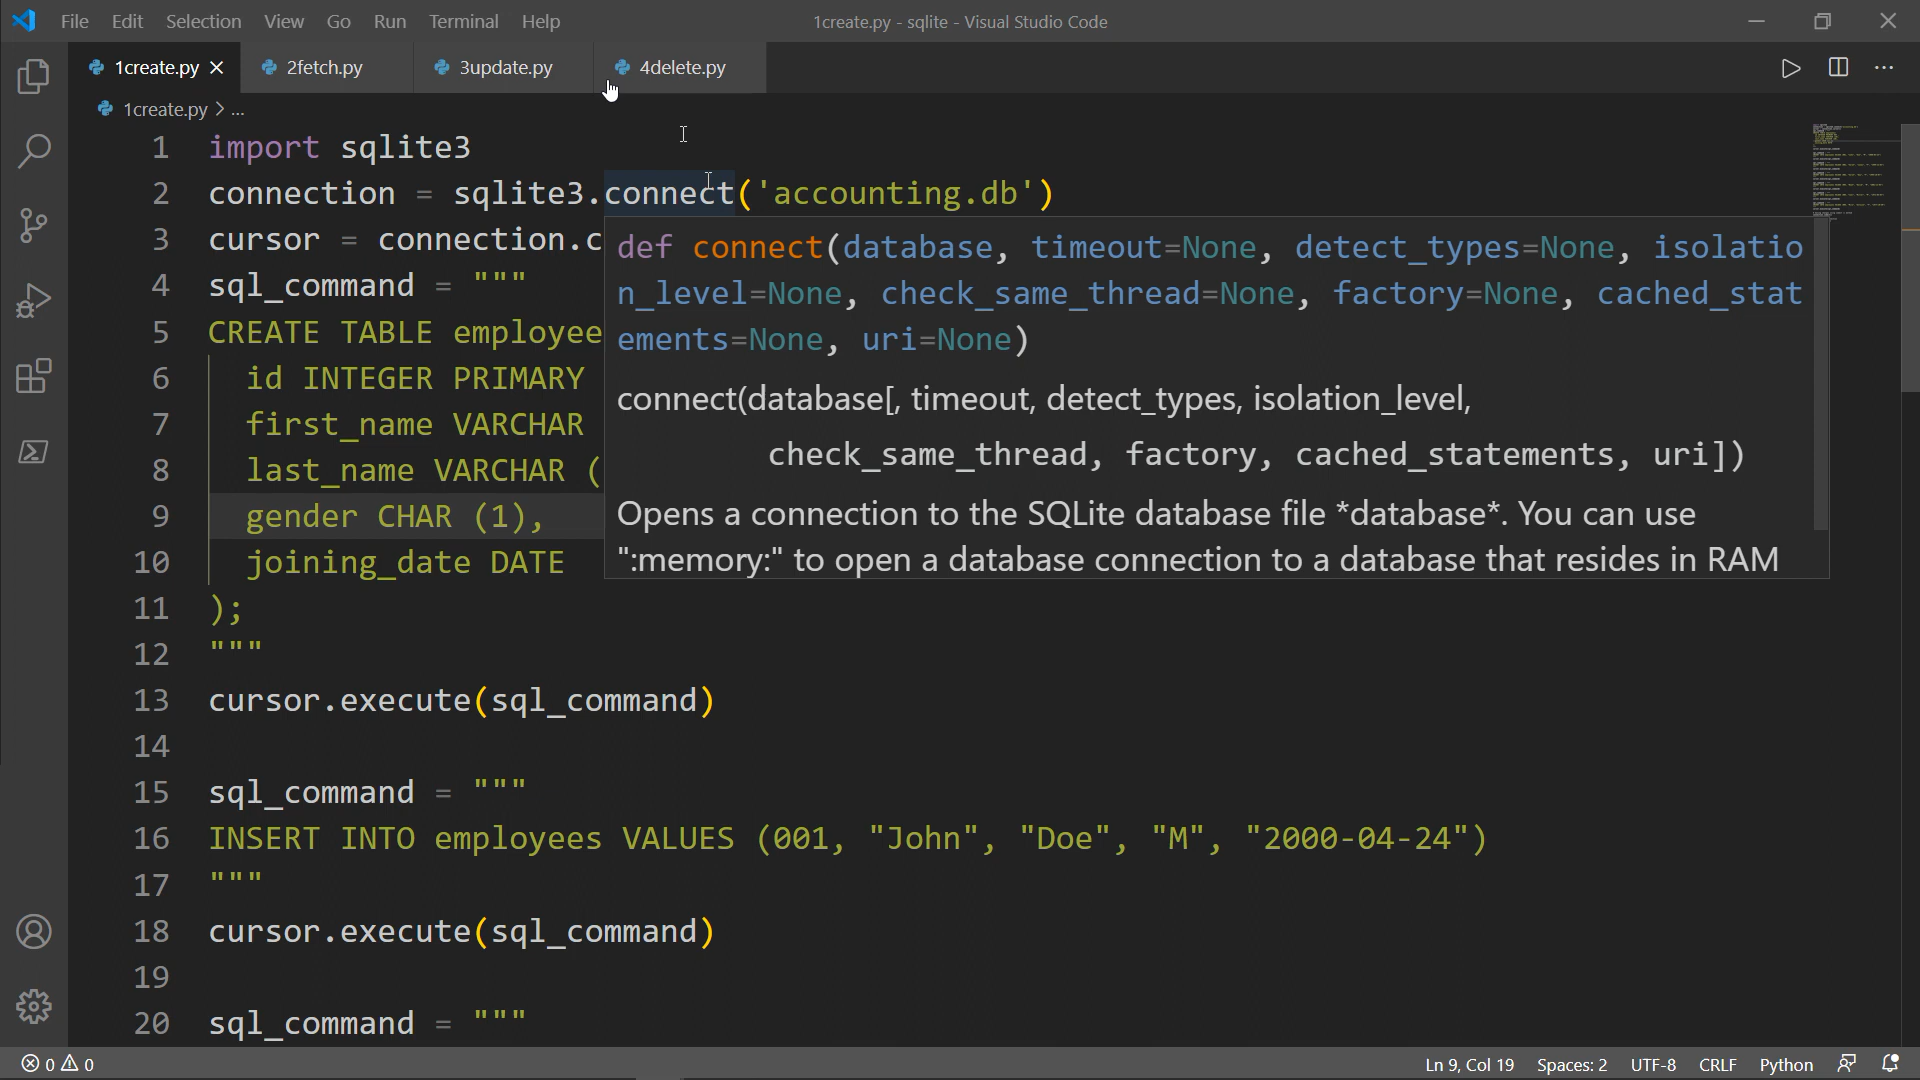 File Edit Selection View Go Run Terminal Help 1create.py - sqlite - Visual Studio Code
1create.py 2fetch.py 3update.py 4delete.py
1create.py > ...
1 import sqlite3
2 connection = sqlite3.connect('accounting.db')
3 cursor = connection.c
4 sql_command = """
5 CREATE TABLE employee
6 id INTEGER PRIMARY
7 first_name VARCHAR
8 last_name VARCHAR (
9 gender CHAR (1),
10 joining_date DATE
11 );
12 """
13 cursor.execute(sql_command)
14
15 sql_command = """
16 INSERT INTO employees VALUES (001, "John", "Doe", "M", "2000-04-24")
17 """
18 cursor.execute(sql_command)
19
20 sql_command = """
def connect(database, timeout=None, detect_types=None, isolatio
n_level=None, check_same_thread=None, factory=None, cached_stat
ements=None, uri=None)
connect(database[, timeout, detect_types, isolation_level,
check_same_thread, factory, cached_statements, uri])
Opens a connection to the SQLite database file *database*. You can use
":memory:" to open a database connection to a database that resides in RAM
0 0 Ln 9, Col 19 Spaces: 2 UTF-8 CRLF Python